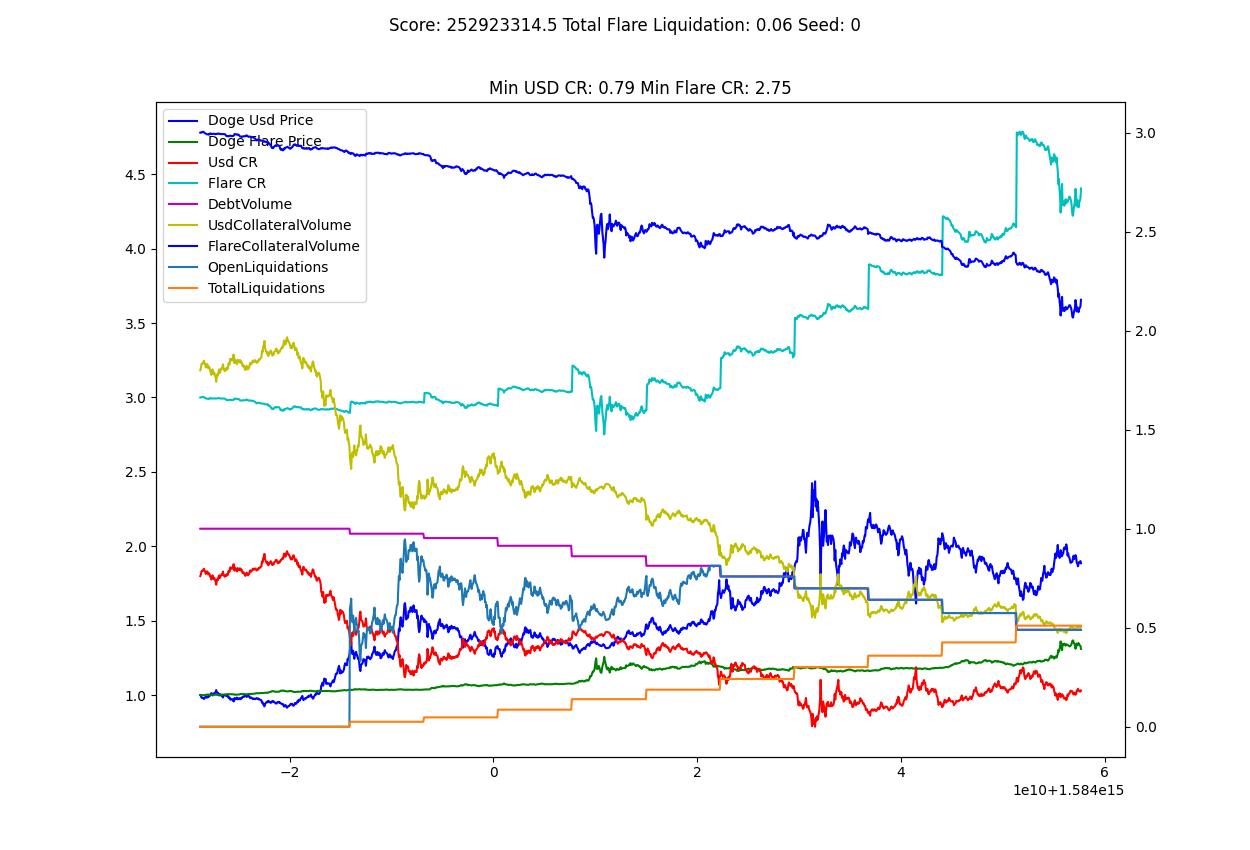 Score: 252923314.5 Total Flare Liquidation: 0.06 Seed: 0
Min USD CR: 0.79 Min Flare CR: 2.75
Doge Usd Price
Doge Flare Price
Usd CR
Flare CR
DebtVolume
UsdCollateralVolume
FlareCollateralVolume
OpenLiquidations
TotalLiquidations
4.5
4.0
3.5
3.0
2.5
2.0
1.5
1.0
3.0
2.5
2.0
1.5
1.0
0.5
0.0
−2
0
2
4
6
1e10+1.584e15